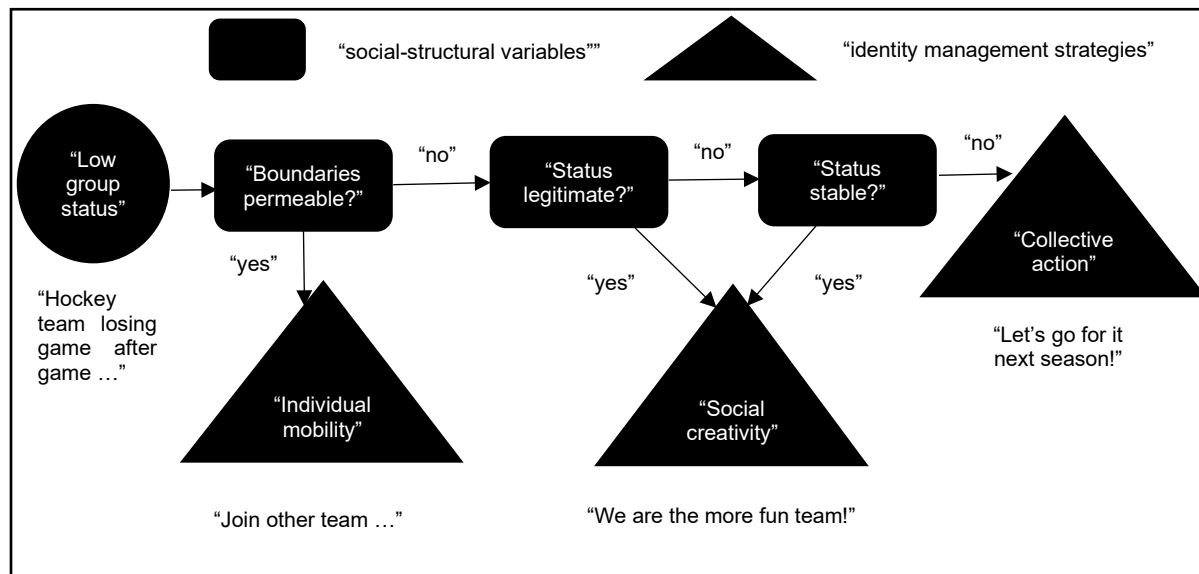 “social-structural variables””
“identity management strategies”
“Low
group
status”
“Boundaries
permeable?”
“no”
“Status
legitimate?”
“no”
“Status
stable?”
“no”
“Collective
action”
“yes”
“yes”
“yes”
“Hockey
team losing
game after
game …”
“Let’s go for it
next season!”
“Individual
mobility”
“Social
creativity”
“Join other team …”
“We are the more fun team!”